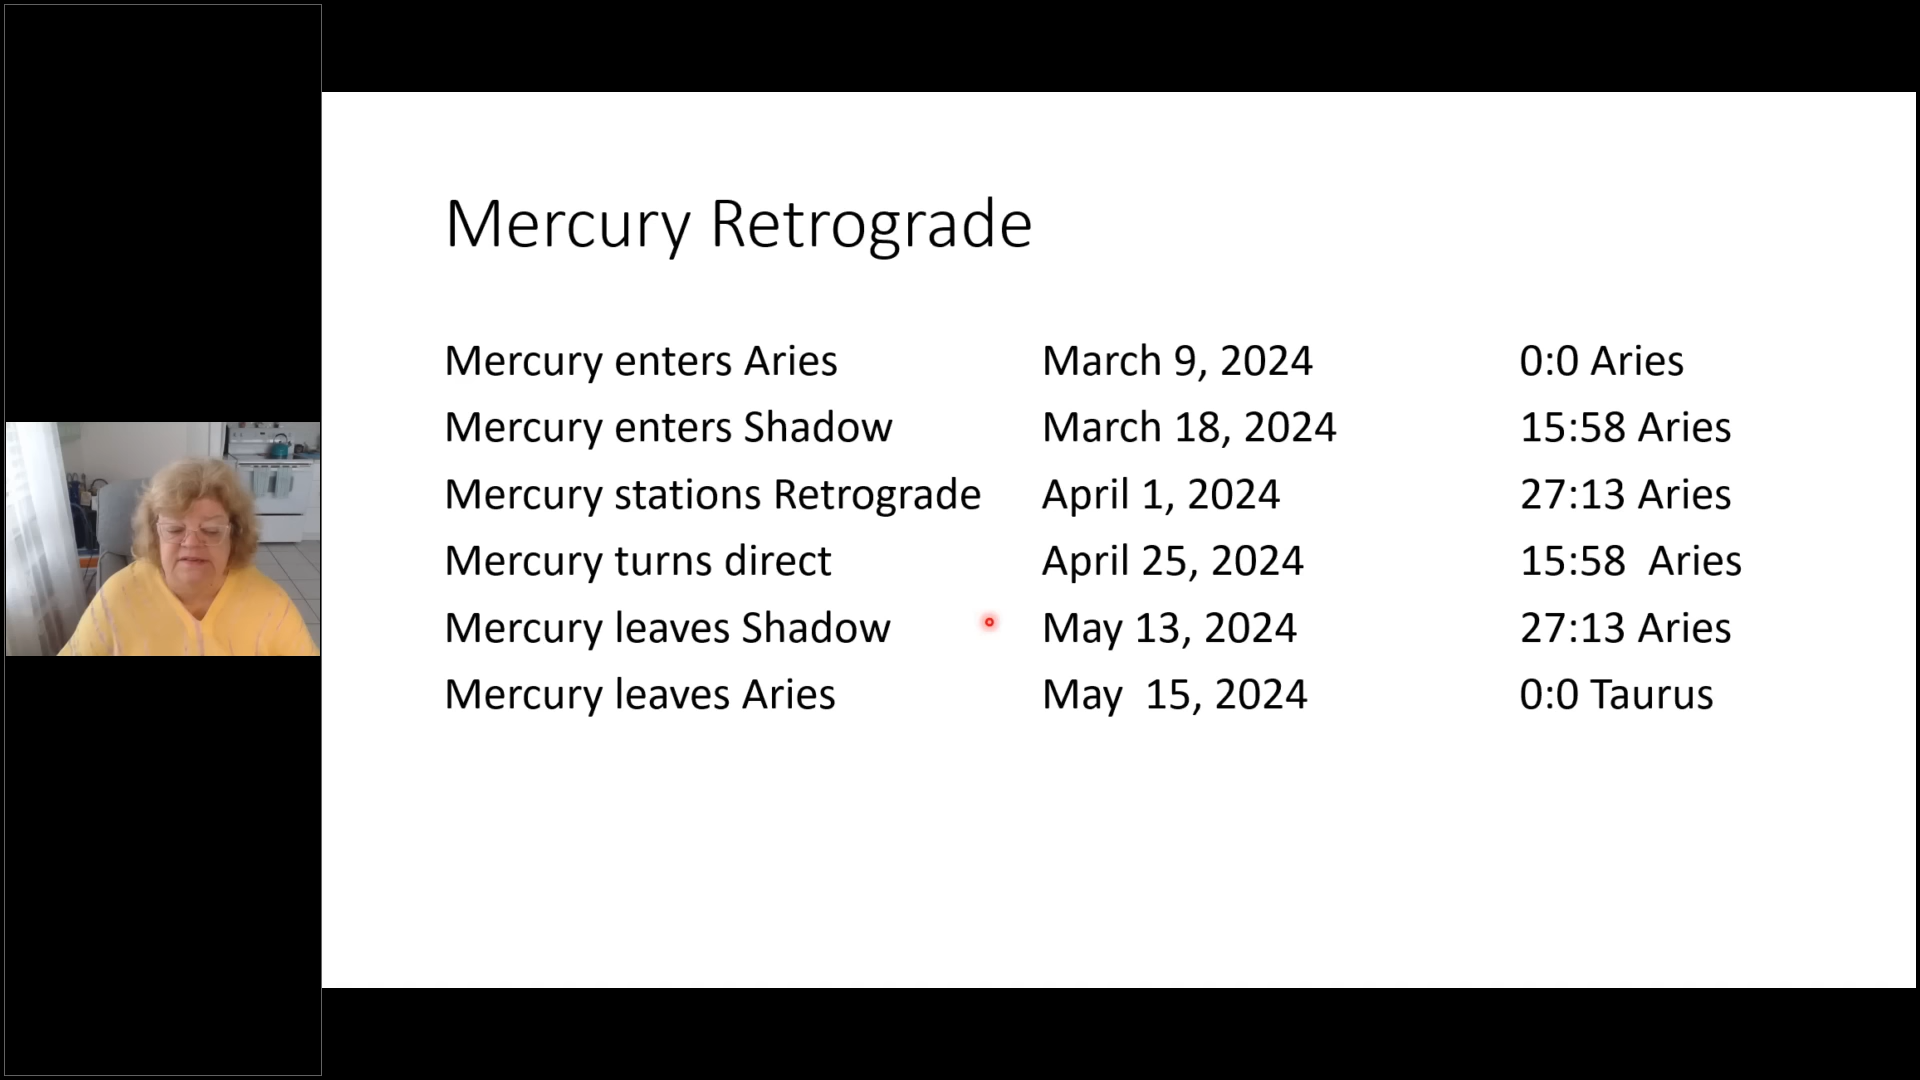 Mercury Retrograde
Mercury enters Aries March 9, 2024 0:0 Aries
Mercury enters Shadow March 18, 2024 15:58 Aries
Mercury stations Retrograde April 1, 2024 27:13 Aries
Mercury turns direct April 25, 2024 15:58  Aries
Mercury leaves Shadow May 13, 2024 27:13 Aries
Mercury leaves Aries May  15, 2024 0:0 Taurus